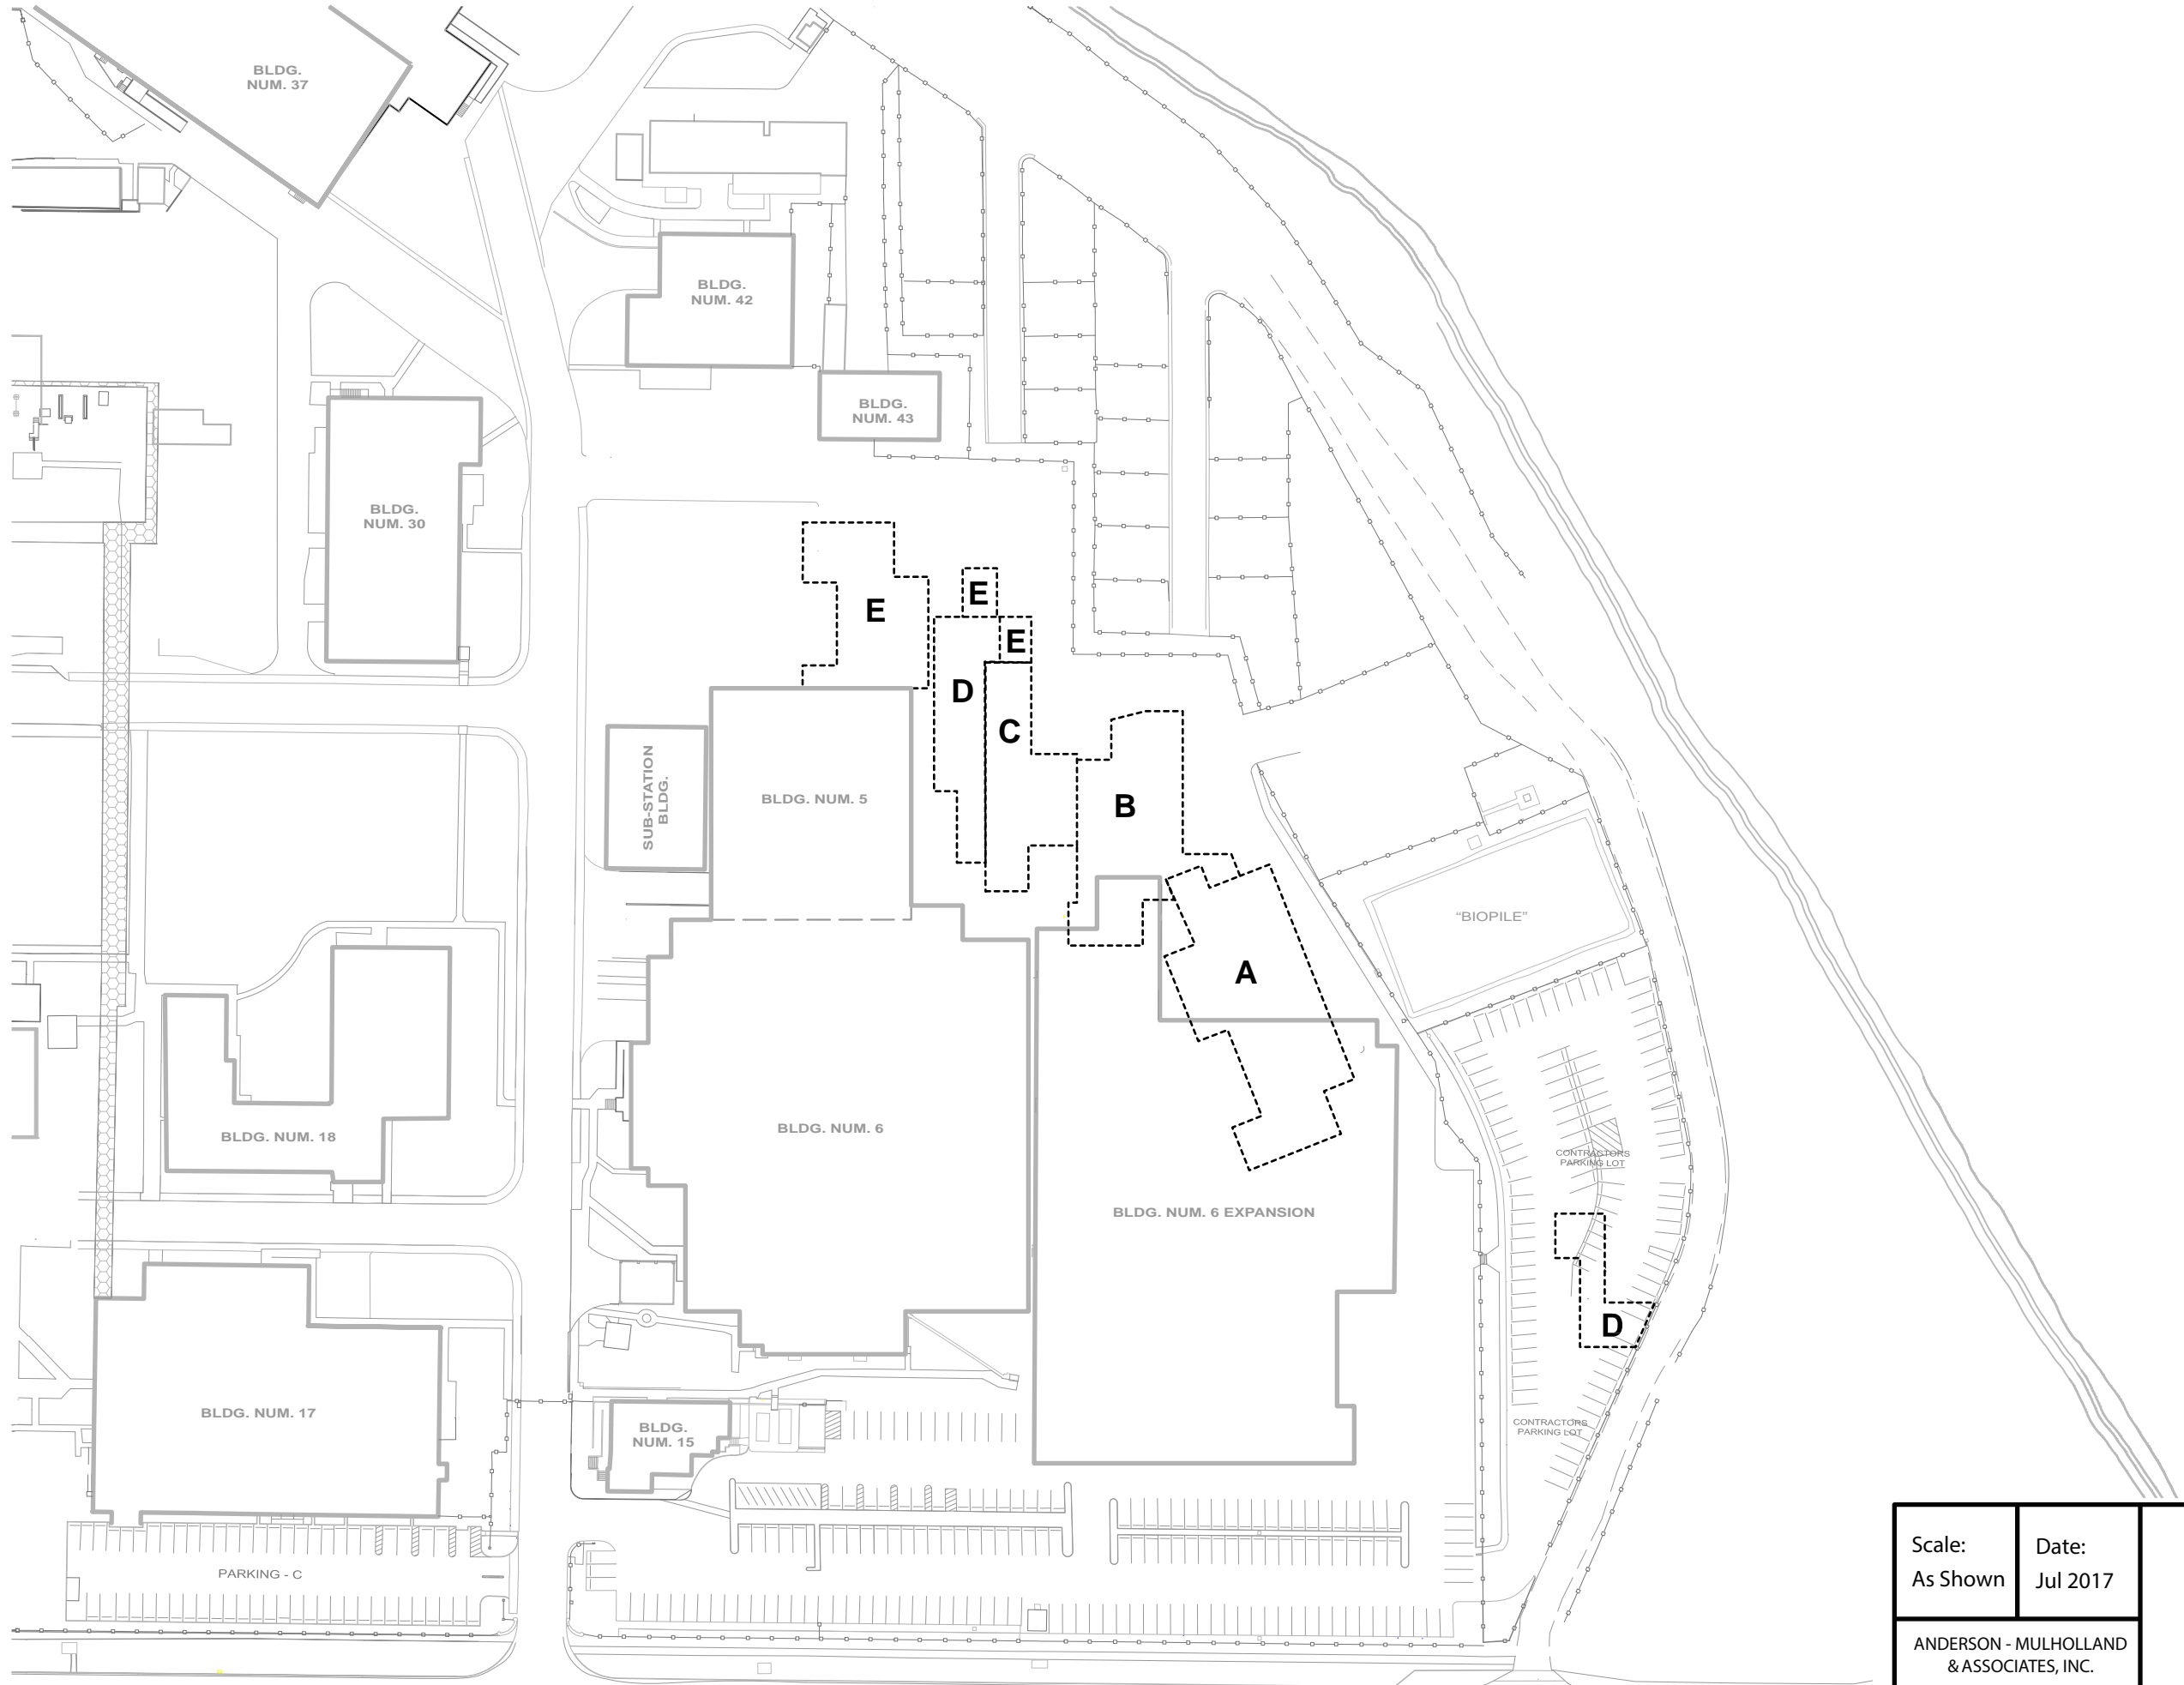 BLDG.
NUM. 37
BLDG.
NUM. 42
BLDG.
NUM. 43
BLDG.
NUM. 30
E
E
E
D
C
SUB-STATION
BLDG.
BLDG. NUM. 5
B
"BIOPILE"
A
BLDG. NUM. 18
BLDG. NUM. 6
CONTRACTORS
PARKING LOT
BLDG. NUM. 6 EXPANSION
D
BLDG. NUM. 17
BLDG.
NUM. 15
CONTRACTORS
PARKING LOT
PARKING - C
Scale:
As Shown
Date:
Jul 2017
ANDERSON - MULHOLLAND
& ASSOCIATES, INC.